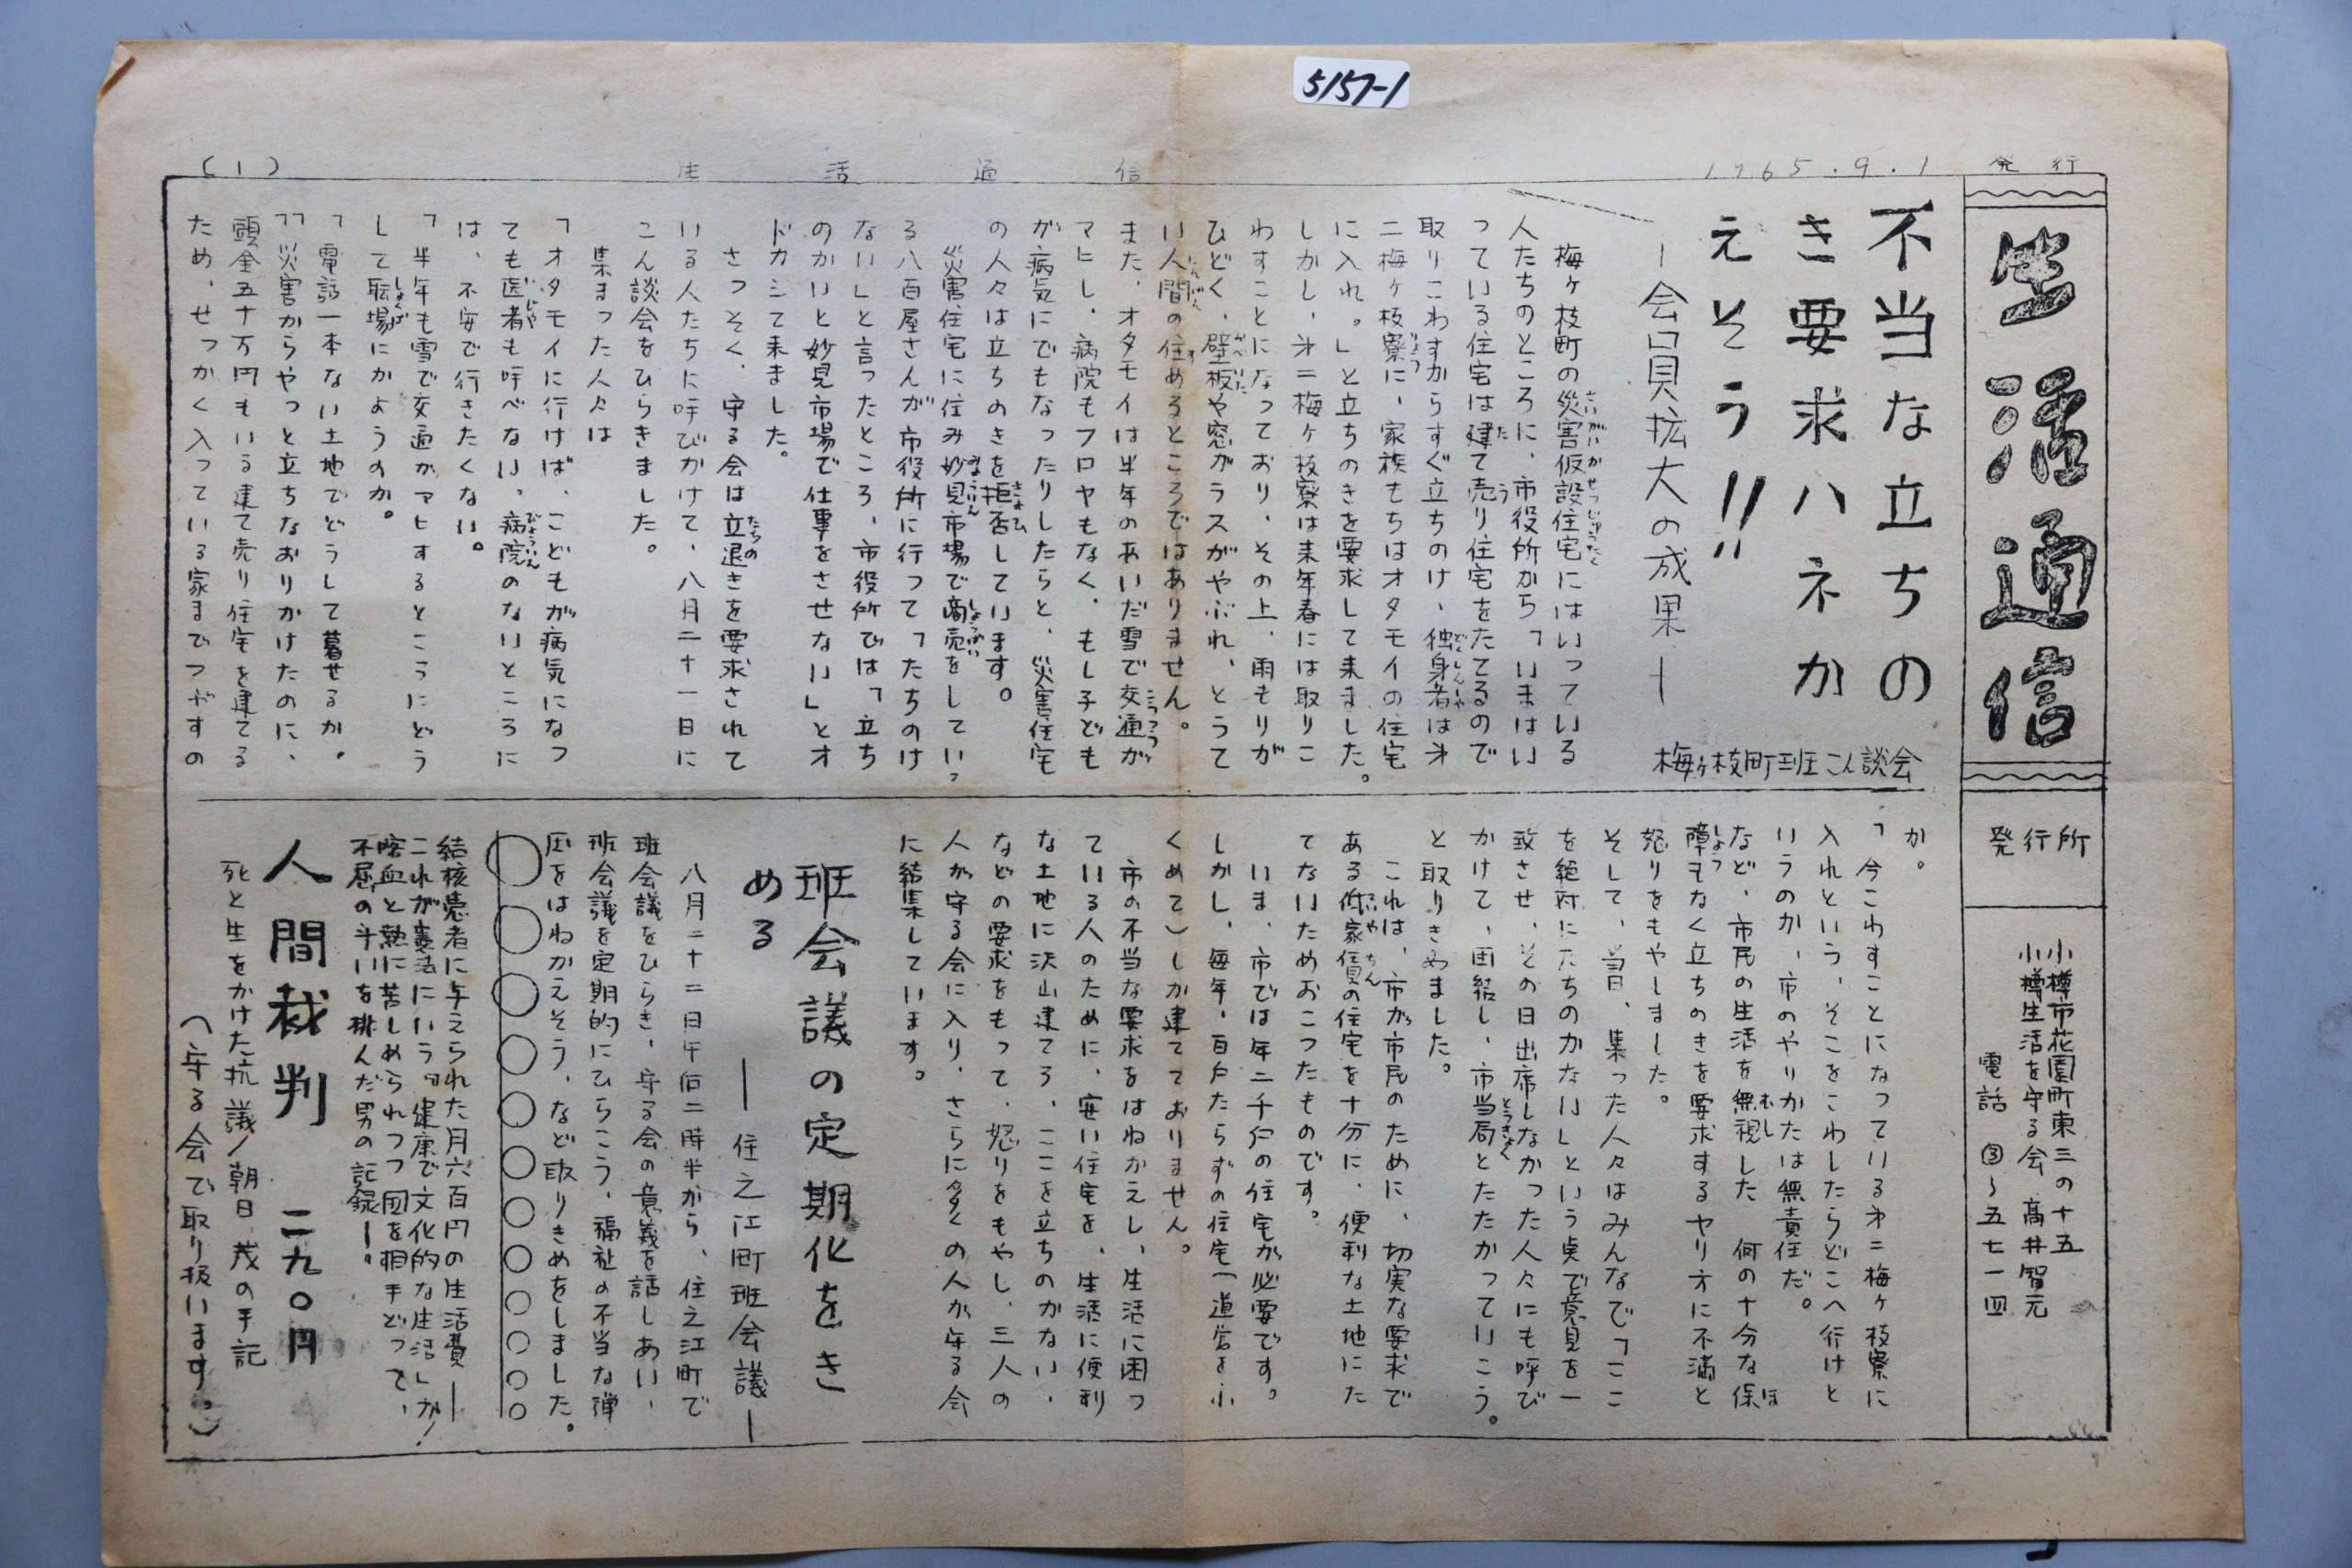 5157-1
1965.9.1 発行
生活通信
(1)
生活通信
発行所
小樽市花園町東三の十五
小樽生活を守る会 高井智元
電話 ③〜五七一四
不当な立ちの
き要求ハネか
えそう!!
ー会員拡大の成果ー
梅ヶ枝町班こん談会
梅ヶ枝町の災害仮設住宅にはいっている
人たちのところに、市役所から「いまはい
っている住宅は建て売り住宅をたてるので
取りこわすからすぐ立ちのけ、独身者は㐧
二梅ヶ枝寮に、家族もちはオタモイの住宅
に入れ。」と立ちのきを要求して来ました。
しかし、㐧二梅ヶ枝寮は来年春には取りこ
わすことになっており、その上、雨もりが
ひどく、壁板や窓ガラスがやぶれ、とうて
い人間の住めるところではありません。
また、オタモイは半年のあいだ雪で交通が
マヒし、病院もフロヤもなく、もし子ども
が病気にでもなったりしたらと、災害住宅
の人々は立ちのきを拒否しています。
災害住宅に住み妙見市場で商売をしてい
る八百屋さんが市役所に行って「たちのけ
ない」と言ったところ、市役所では「立ち
のかいと妙見市場で仕事をさせない」とオ
ドカシて来ました。
さっそく、守る会は立退きを要求されて
いる人たちに呼びかけて、八月二十一日に
こん談会をひらきました。
集まった人々は
「オタモイに行けば、こどもが病気になっ
ても医者も呼べない。病院のないところに
は、不安で行きたくない。
「半年も雪で交通がマヒするところにどう
して職場にかようのか。
「電話一本ない土地でどうして暮せるか。
「「災害からやっと立ちなおりかけたのに、
頭金五十万円もいる建て売り住宅を建てる
ため、せっかく入っている家までつぶすの
か。
「今こわすことになっている㐧二梅ヶ枝寮に
入れという、そこをこわしたらどこへ行けと
いうのか、市のやりかたは無責任だ。
など、市民の生活を無視した 何の十分な保
障もなく立ちのきを要求するヤリ方に不満と
怒りをもやしました。
そして、当日、集った人々はみんなで「ここ
を絶対にたちのかない」という点で意見を一
致させ、その日出席しなかった人々にも呼び
かけて、団結し、市当局とたたかっていこう。
と取りきめました。
これは、市が市民のために、切実な要求で
ある低家賃の住宅を十分に、便利な土地にた
てないためおこったものです。
いま、市では年二千戸の住宅が必要です。
しかし、毎年、百戸たらずの住宅(道営を小
くめて)しか建てておりません。
市の不当な要求をはねかえし、生活に困っ
ている人のために、安い住宅を、生活に便利
な土地に沢山建てろ、ここを立ちのかない、
などの要求をもって、怒りをもやし、三人の
人が守る会に入り、さらに多くの人が守る会
に結集しています。
班会議の定期化をき
める
ー住之江町班会議ー
八月二十二日午后二時半から、住之江町で
班会議をひらき、守る会の意義を話しあい、
班会議を定期的にひらこう、福祉の不当な弾
圧をはねかえそう、など取りきめをしました。
○○○○○○○○○○○○
結核患者に与えられた月六百円の生活費ー
これが憲法にいう“健康で文化的な生活”か!
喀血と熱に苦しめられつつ国を相手どって、
不屈の斗いを挑んだ男の記録ー。
人間裁判 二九〇円
死と生をかけた抗議/朝日茂の手記
(守る会で取り扱います。)